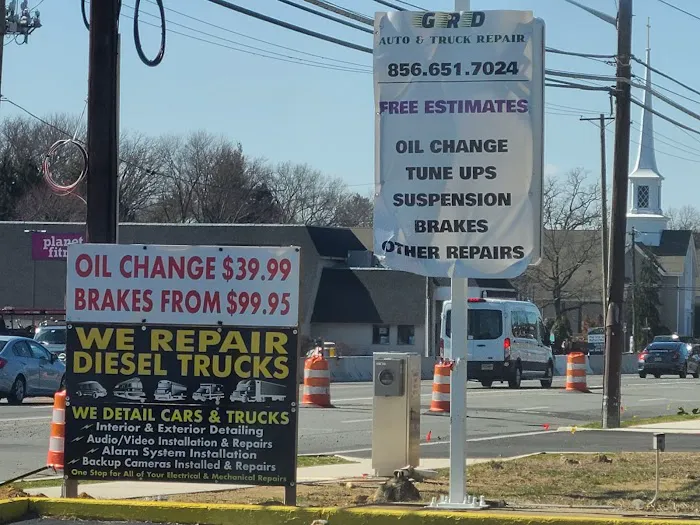 GRD
AUTO & TRUCK REPAIR
856.651.7024
FREE ESTIMATES
OIL CHANGE
TUNE UPS
SUSPENSION
BRAKES
OTHER REPAIRS
planet
fitn
OIL CHANGE $39.99
BRAKES FROM $99.95
WE REPAIR
DIESEL TRUCKS
WE DETAIL CARS & TRUCKS
Interior & Exterior Detailing
Audio/Video Installation & Repairs
Alarm System Installation
Backup Cameras Installed & Repairs
One Stop for All of Your Electrical & Mechanical Repairs